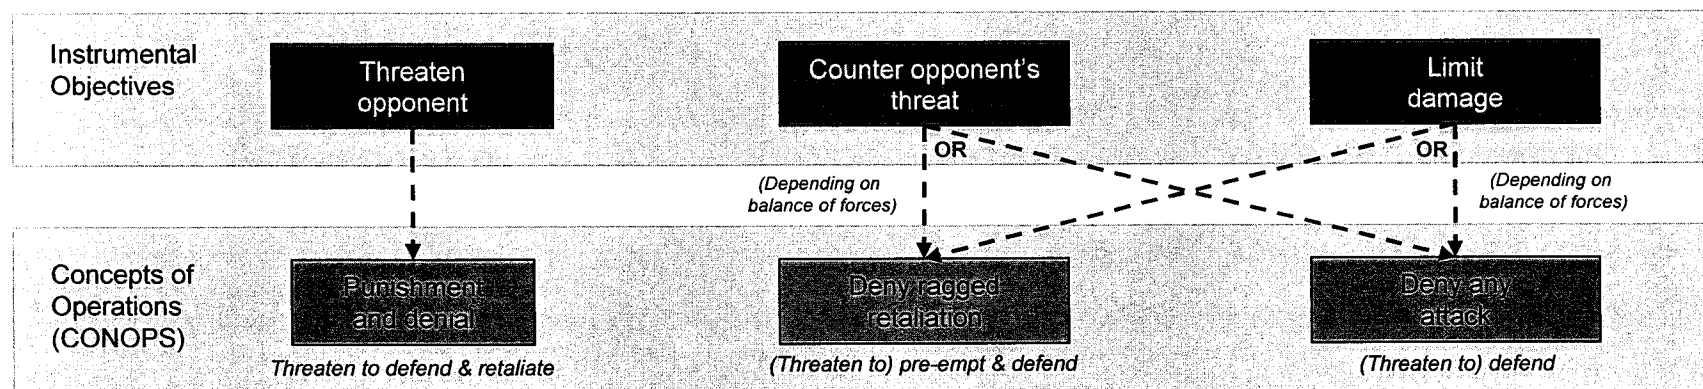 Instrumental
Objectives
Threaten
opponent
Counter opponent's
threat
Limit
damage
OR
OR
(Depending on
balance of forces)
(Depending on
balance of forces)
Concepts of
Operations
(CONOPS)
Punishment
and denial
Deny ragged
retaliation
Deny any
attack
Threaten to defend & retaliate
(Threaten to) pre-empt & defend
(Threaten to) defend